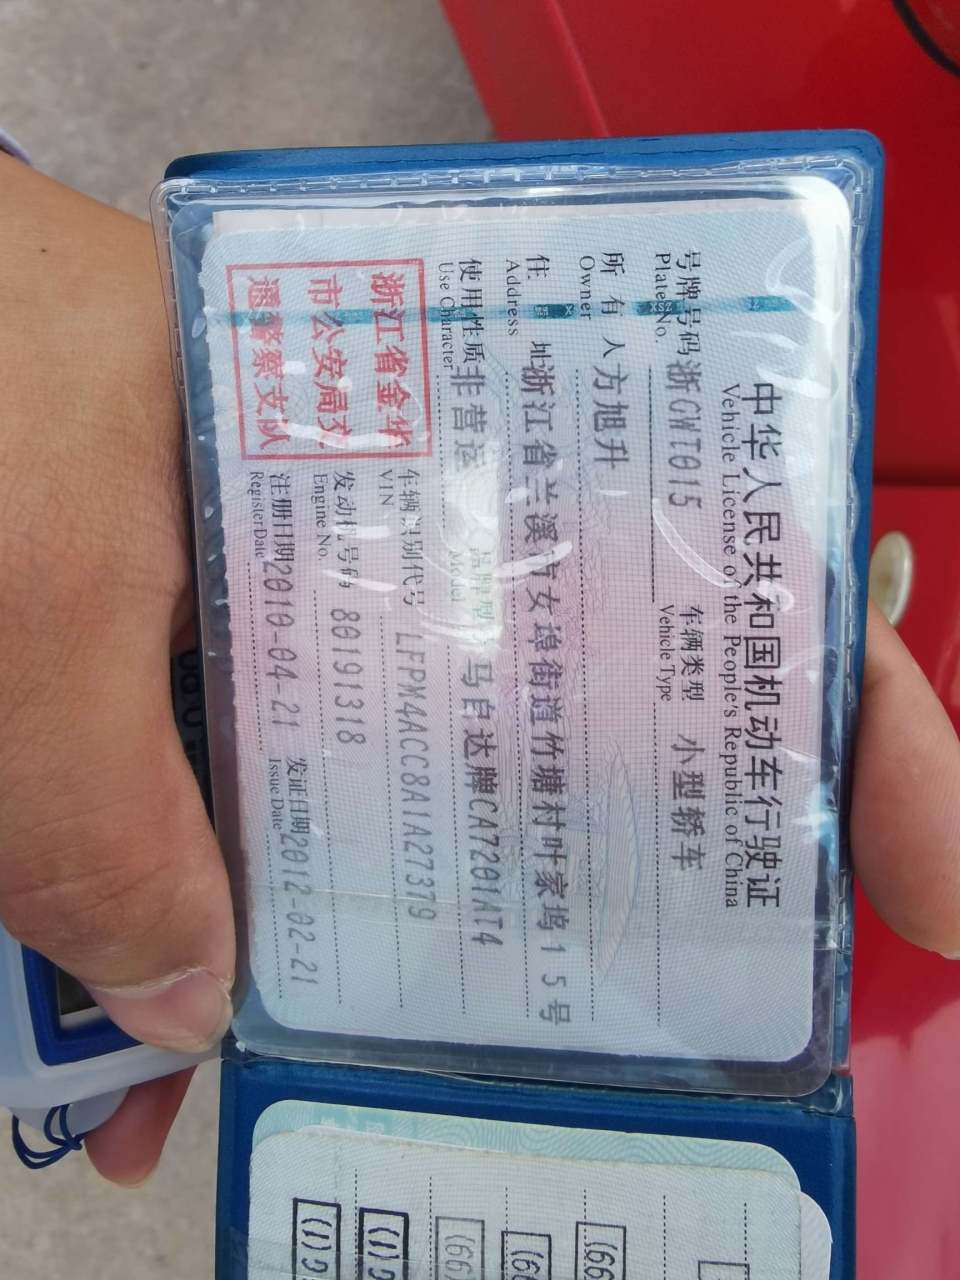 中华人民共和国机动车行驶证
Vehicle License of the People's Republic of China
号牌号码 浙GWT015 车辆类型 小型轿车
Plate No. Vehicle Type
所有人 方旭升
Owner
住址 浙江省兰溪市女埠街道竹塘村叶家坞15号
Address
使用性质 非营运 品牌型号 马自达牌CA7201AT4
Use Character Model
浙江省金华
市公安局交
通警察支队
车辆识别代号 LFPM4ACC8A1A27379
VIN
发动机号码 80191318
Engine No.
注册日期 2010-04-21 发证日期 2012-02-21
Register Date Issue Date